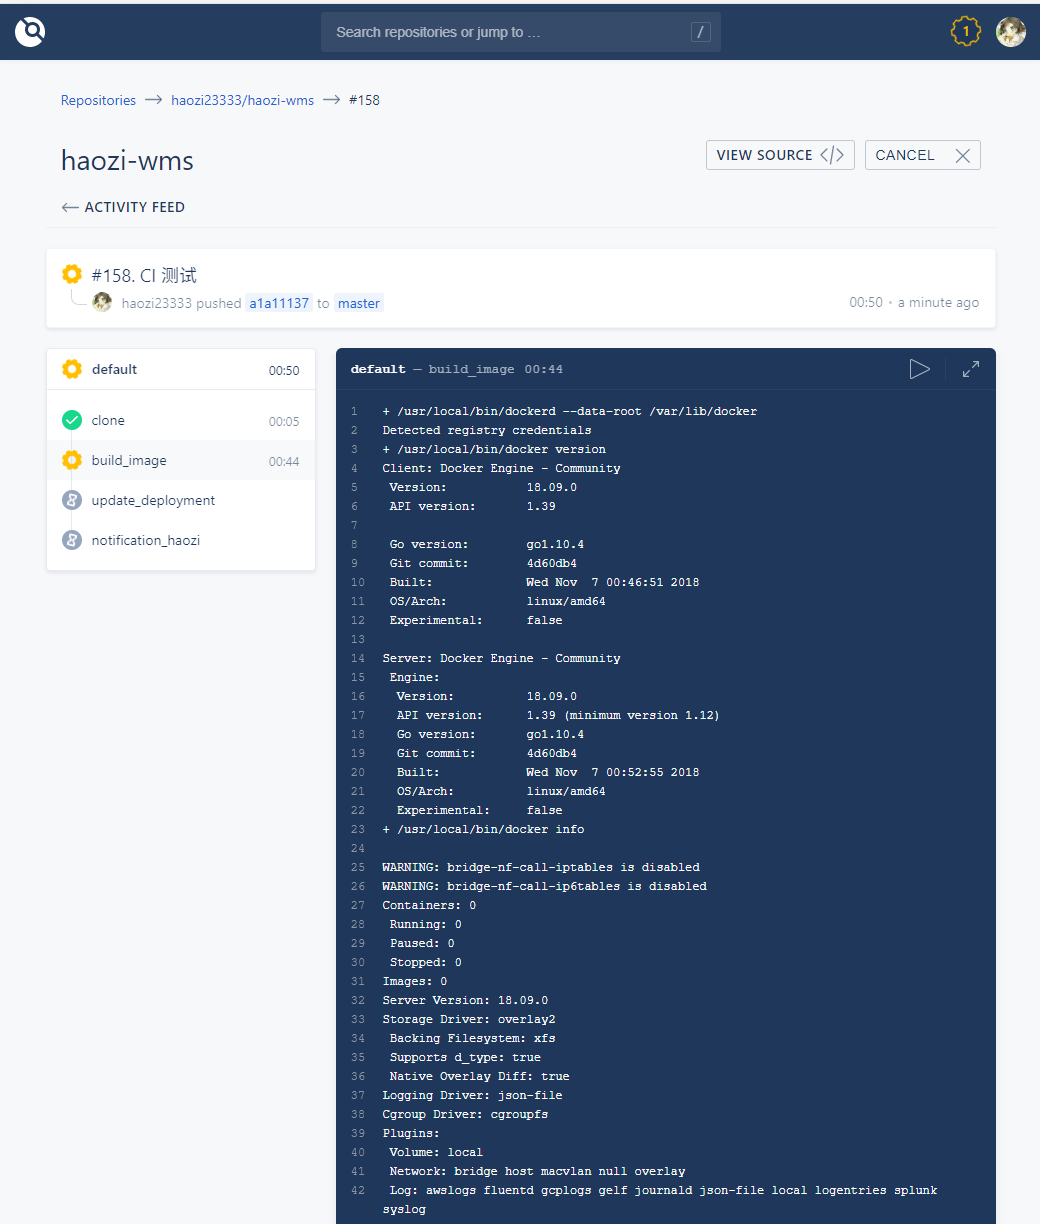 Search repositories or jump to …
/
1
Repositories
haozi23333/haozi-wms
#158
haozi-wms
VIEW SOURCE
CANCEL
ACTIVITY FEED
#158. CI 测试
haozi23333 pushed a1a11137 to master
00:50 • a minute ago
default 00:50
clone 00:05
build_image 00:44
update_deployment
notification_haozi
default — build_image 00:44
1 + /usr/local/bin/dockerd --data-root /var/lib/docker
2 Detected registry credentials
3 + /usr/local/bin/docker version
4 Client: Docker Engine - Community
5 Version: 18.09.0
6 API version: 1.39
7
8 Go version: go1.10.4
9 Git commit: 4d60db4
10 Built: Wed Nov  7 00:46:51 2018
11 OS/Arch: linux/amd64
12 Experimental: false
13
14 Server: Docker Engine - Community
15 Engine:
16 Version: 18.09.0
17 API version: 1.39 (minimum version 1.12)
18 Go version: go1.10.4
19 Git commit: 4d60db4
20 Built: Wed Nov  7 00:52:55 2018
21 OS/Arch: linux/amd64
22 Experimental: false
23 + /usr/local/bin/docker info
24
25 WARNING: bridge-nf-call-iptables is disabled
26 WARNING: bridge-nf-call-ip6tables is disabled
27 Containers: 0
28 Running: 0
29 Paused: 0
30 Stopped: 0
31 Images: 0
32 Server Version: 18.09.0
33 Storage Driver: overlay2
34 Backing Filesystem: xfs
35 Supports d_type: true
36 Native Overlay Diff: true
37 Logging Driver: json-file
38 Cgroup Driver: cgroupfs
39 Plugins:
40 Volume: local
41 Network: bridge host macvlan null overlay
42 Log: awslogs fluentd gcplogs gelf journald json-file local logentries splunk
syslog